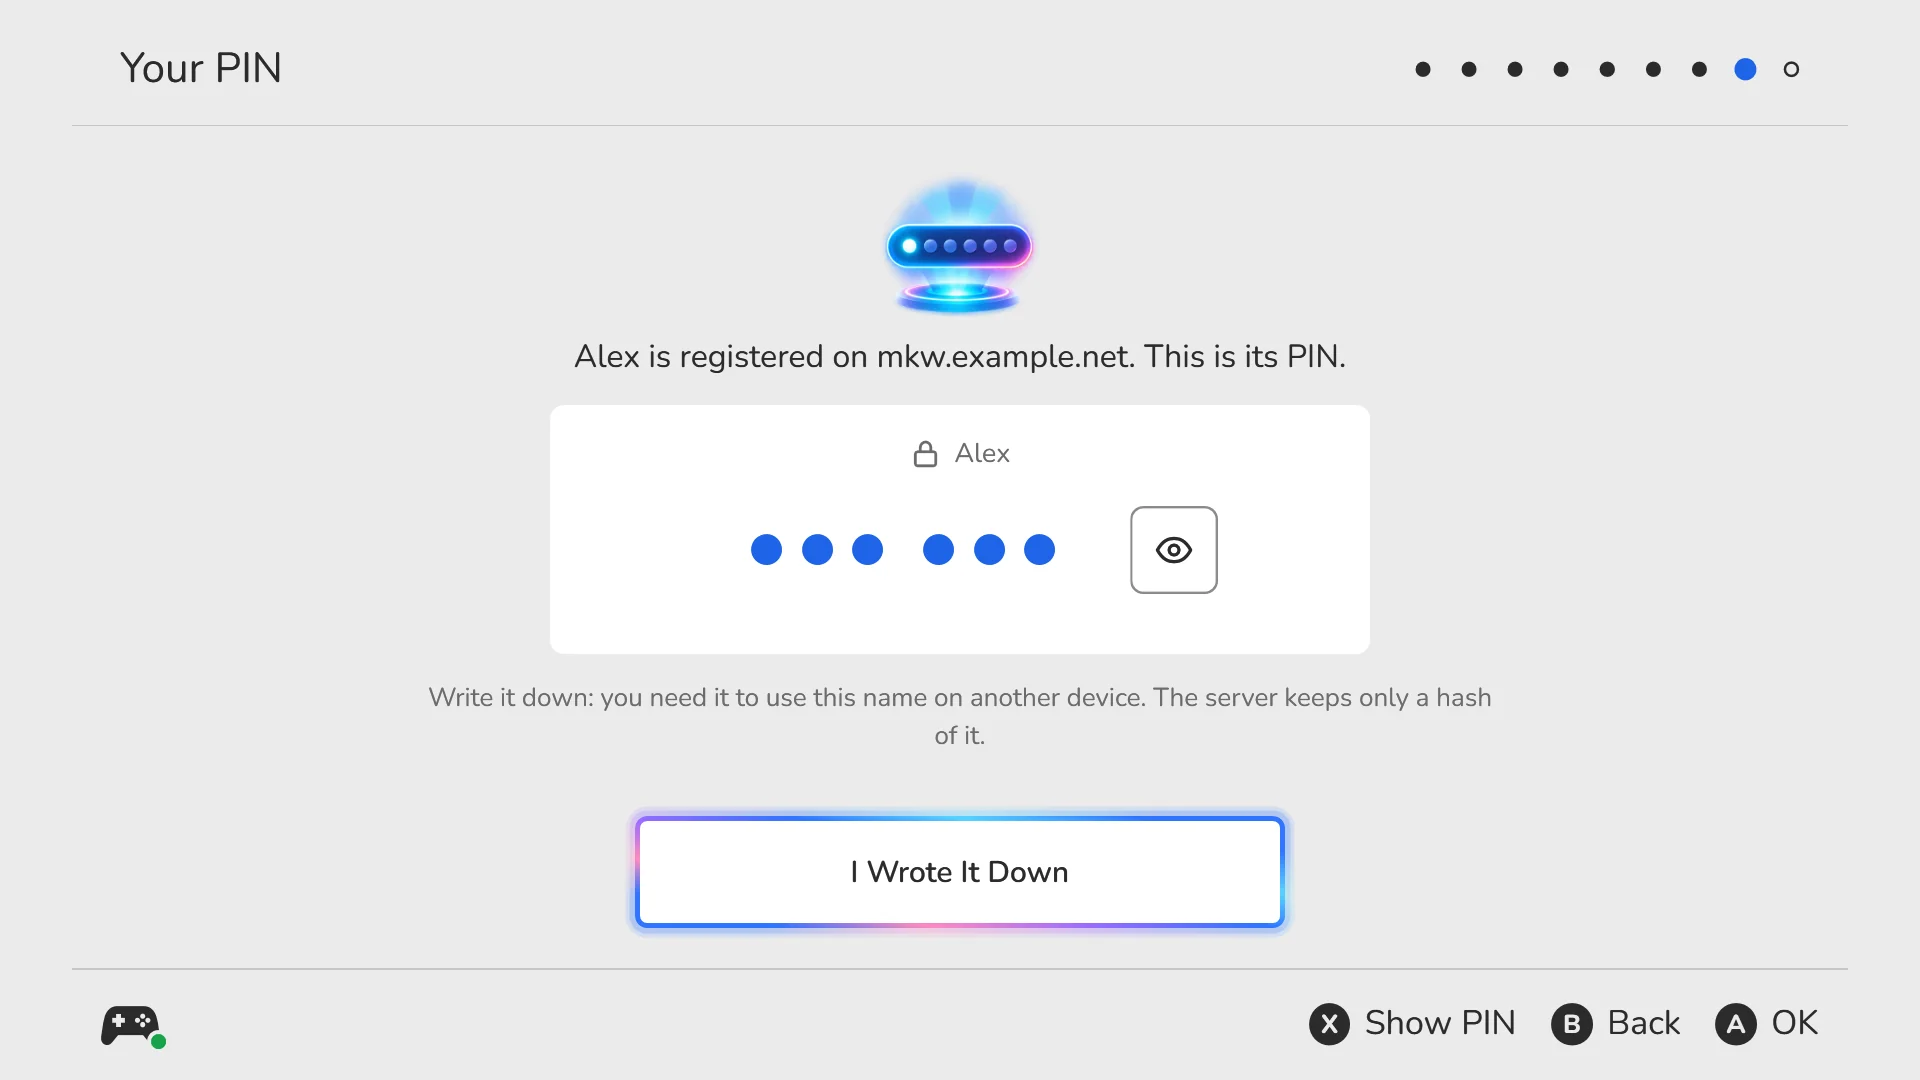 Your PIN
Alex is registered on mkw.example.net. This is its PIN.
Alex
Write it down: you need it to use this name on another device. The server keeps only a hash
of it.
I Wrote It Down
X Show PIN B Back A OK